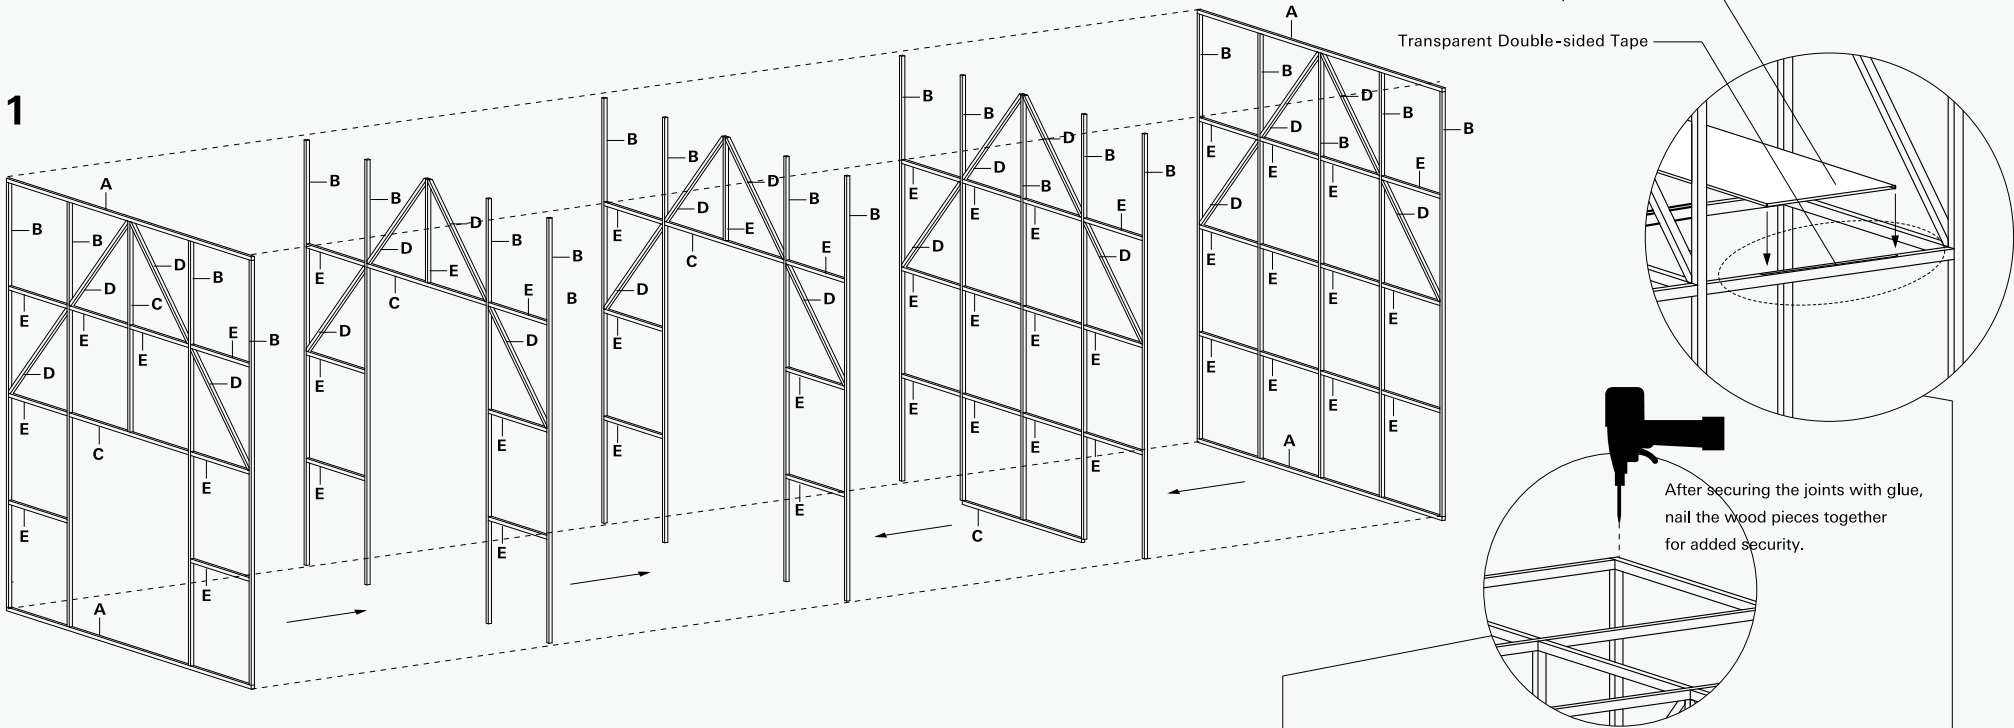 1
A
B
B
D
B
D
C
E
E
E
E
B
D
D
E
C
E
E
E
A
B
B
D
B
D
E
E
E
C
B
B
D
D
E
E
E
E
B
B
D
B
D
E
E
E
C
B
D
D
E
E
E
E
B
B
D
B
D
B
B
E
E
E
E
D
D
E
E
E
E
E
E
E
E
C
A
B
B
D
B
B
D
B
E
E
E
E
D
D
E
E
E
E
E
E
E
E
A
Transparent Double-sided Tape
After securing the joints with glue,
nail the wood pieces together
for added security.